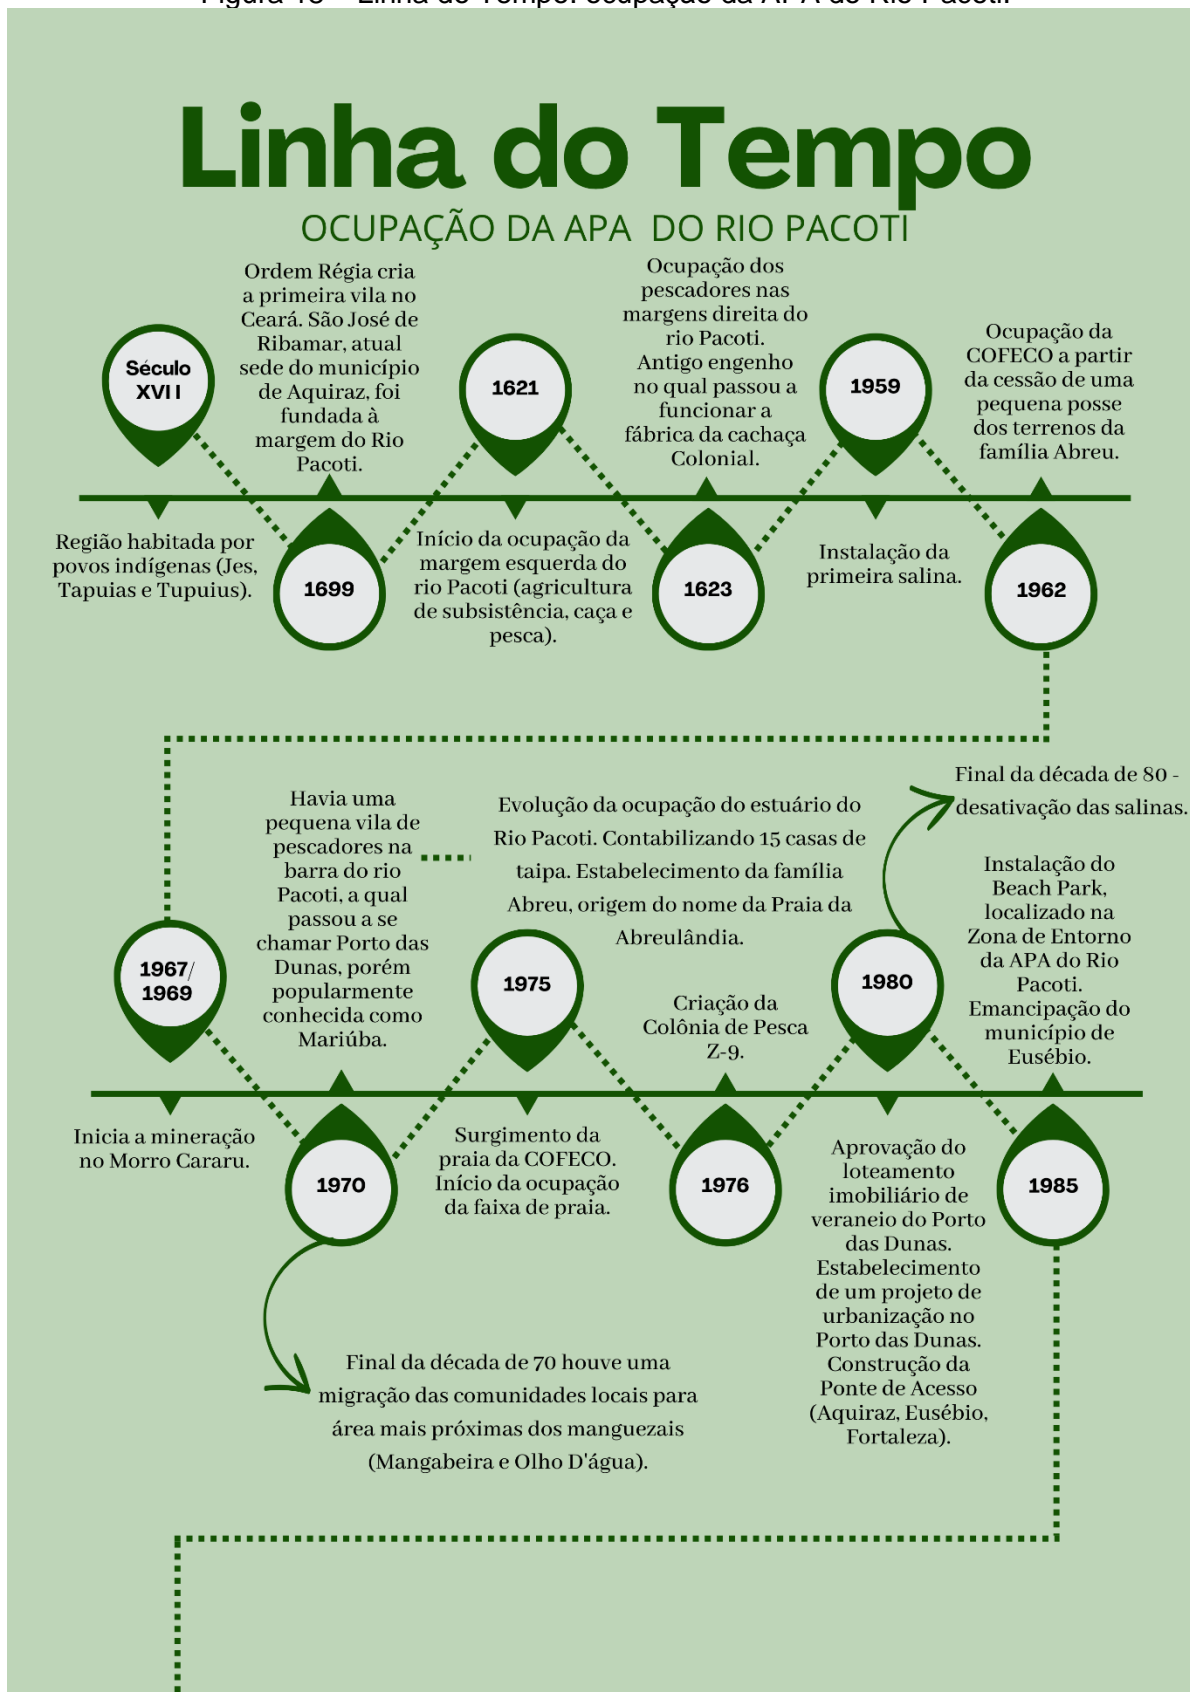 Linha do Tempo
OCUPAÇÃO DA APA DO RIO PACOTI
Século
XVI I
Região habitada por
povos indígenas (Jes,
Tapuias e Tupuius).
Ordem Régia cria
a primeira vila no
Ceará. São José de
Ribamar, atual
sede do município
de Aquiraz, foi
fundada à
margem do Rio
Pacoti.
1699
1621
Início da ocupação da
margem esquerda do
rio Pacoti (agricultura
de subsistência, caça e
pesca).
Ocupação dos
pescadores nas
margens direita do
rio Pacoti.
Antigo engenho
no qual passou a
funcionar a
fábrica da cachaça
Colonial.
1623
1959
Instalação da
primeira salina.
Ocupação da
COFECO a partir
da cessão de uma
pequena posse
dos terrenos da
família Abreu.
1962
1967/
1969
Inicia a mineração
no Morro Cararu.
Havia uma
pequena vila de
pescadores na
barra do rio
Pacoti, a qual
passou a se
chamar Porto das
Dunas, porém
popularmente
conhecida como
Mariúba.
1970
Final da década de 70 houve uma
migração das comunidades locais para
área mais próximas dos manguezais
(Mangabeira e Olho D'água).
Evolução da ocupação do estuário do
Rio Pacoti. Contabilizando 15 casas de
taipa. Estabelecimento da família
Abreu, origem do nome da Praia da
Abreulândia.
1975
Surgimento da
praia da COFECO.
Início da ocupação
da faixa de praia.
Criação da
Colônia de Pesca
Z-9.
1976
Final da década de 80 -
desativação das salinas.
1980
Aprovação do
loteamento
imobiliário de
veraneio do Porto
das Dunas.
Estabelecimento
de um projeto de
urbanização no
Porto das Dunas.
Construção da
Ponte de Acesso
(Aquiraz, Eusébio,
Fortaleza).
Instalação do
Beach Park,
localizado na
Zona de Entorno
da APA do Rio
Pacoti.
Emancipação do
município de
Eusébio.
1985